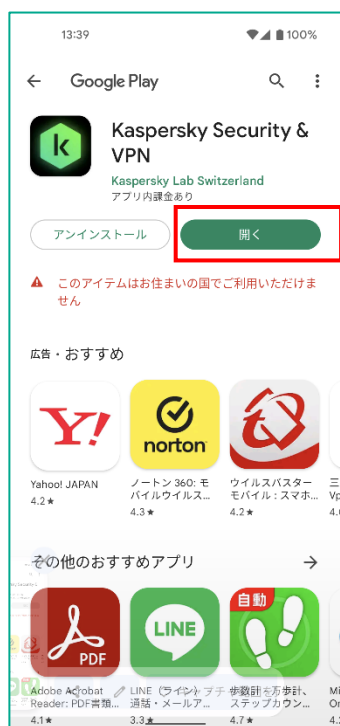 13:39
100%
Google Play
Kaspersky Security &
VPN
Kaspersky Lab Switzerland
アプリ内課金あり
アンインストール
開く
このアイテムはお住まいの国でご利用いただけま
せん
広告・おすすめ
Y!
norton
Yahoo! JAPAN
ノートン 360: モ
バイルウイルス...
ウイルスバスター
モバイル : スマホ...
三
Vp
4.2★
4.3★
4.2★
4.
その他のおすすめアプリ
PDF
LINE
自動
Adobe Acrobat
Reader: PDF書類...
LINE（ライン）
通話・メールア...
歩数計 万歩計、
ステップカウン...
Mi
4.1★
3.3★
4.7★
4.